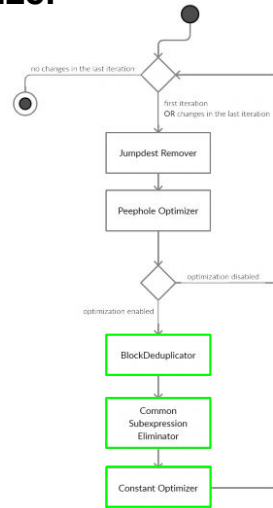 no changes in the last iteration
first iteration
OR changes in the last iteration
Jumpdest Remover
Peephole Optimizer
optimization disabled
optimization enabled
BlockDeduplicator
Common
Subexpression
Eliminator
Constant Optimizer